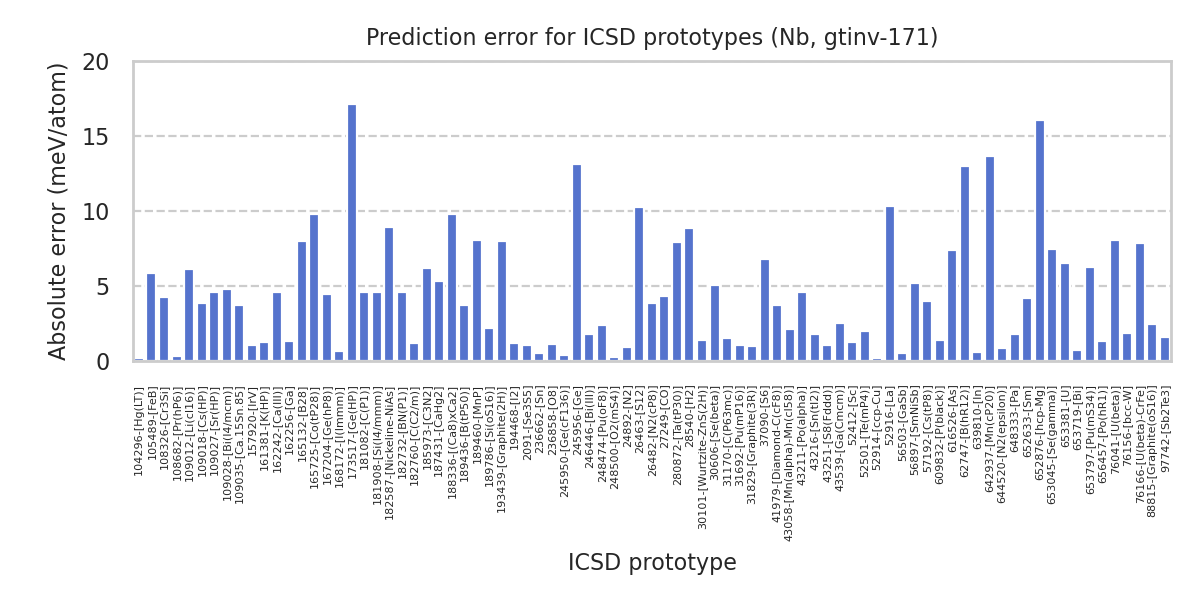 Prediction error for ICSD prototypes (Nb, gtinv-171)
Absolute error (meV/atom)
20
15
10
5
0
104296-[Hg(LT)]
105489-[FeB]
108326-[Cr3Si]
108682-[Pr(hP6)]
109012-[Li(cI16)]
109018-[Cs(HP)]
109027-[Sr(HP)]
109028-[Bi(I4/mcm)]
109035-[Ca.15Sn.85]
15990-[IrV]
161381-[K(HP)]
162242-[Ca(III)]
162256-[Ga]
165132-[B28]
165725-[Co(tP28)]
167204-[Ge(hP8)]
168172-[I(Immm)]
173517-[Ge(HP)]
181082-[C(P1)]
181908-[Si(I4/mmm)]
182587-[Nickeline-NiAs]
182732-[BN(P1)]
182760-[C(C2/m)]
185973-[C3N2]
187431-[CaHg2]
188336-[(Ca8)xCa2]
189436-[B(tP50)]
189460-[MnP]
189786-[Si(oS16)]
193439-[Graphite(2H)]
194468-[I2]
2091-[Se3S5]
236662-[Sn]
236858-[O8]
245950-[Ge(cF136)]
245956-[Ge]
246446-[Bi(III)]
248474-[Pu(oF8)]
248500-[O2(mS4)]
24892-[N2]
26463-[S12]
26482-[N2(cP8)]
27249-[CO]
280872-[Ta(tP30)]
28540-[H2]
30101-[Wurtzite-ZnS(2H)]
30606-[Se(beta)]
31170-[C(P63mc)]
31692-[Pu(mP16)]
31829-[Graphite(3R)]
37090-[S6]
41979-[Diamond-C(cF8)]
43058-[Mn(alpha)-Mn(cI58)]
43211-[Po(alpha)]
43216-[Sn(tI2)]
43251-[S8(Fddd)]
43539-[Ga(Cmcm)]
52412-[Sc]
52501-[Te(mP4)]
52914-[ccp-Cu]
52916-[La]
56503-[GaSb]
56897-[SmNiSb]
57192-[Cs(tP8)]
609832-[P(black)]
616526-[As]
62747-[B(hR12)]
639810-[In]
642937-[Mn(cP20)]
644520-[N2(epsilon)]
648333-[Pa]
652633-[Sm]
652876-[hcp-Mg]
653045-[Se(gamma)]
653381-[U]
653719-[Bi]
653797-[Pu(mS34)]
656457-[Po(hR1)]
76041-[U(beta)]
76156-[bcc-W]
76166-[U(beta)-CrFe]
88815-[Graphite(oS16)]
97742-[Sb2Te3]
ICSD prototype